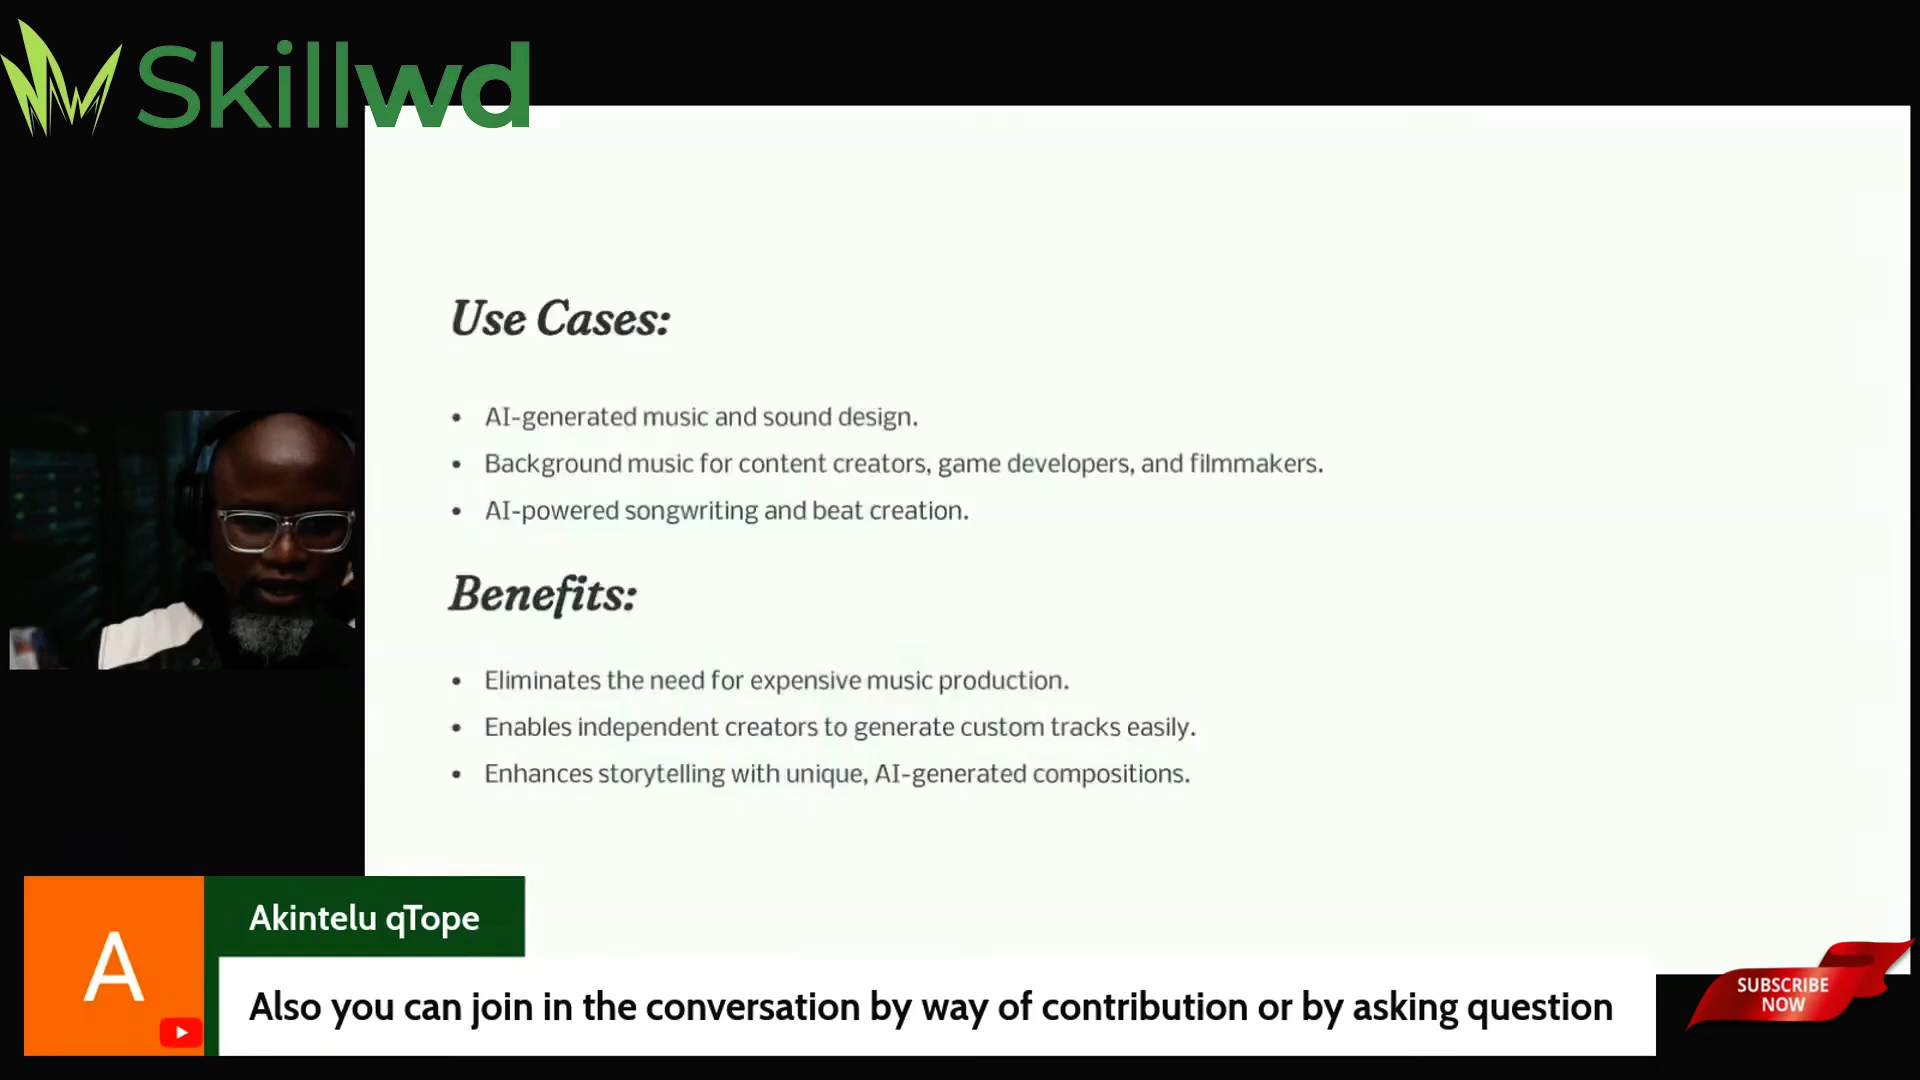 Skillwd
Use Cases:
• AI-generated music and sound design.
• Background music for content creators, game developers, and filmmakers.
• AI-powered songwriting and beat creation.
Benefits:
• Eliminates the need for expensive music production.
• Enables independent creators to generate custom tracks easily.
• Enhances storytelling with unique, AI-generated compositions.
A
Akintelu qTope
Also you can join in the conversation by way of contribution or by asking question
SUBSCRIBE
NOW